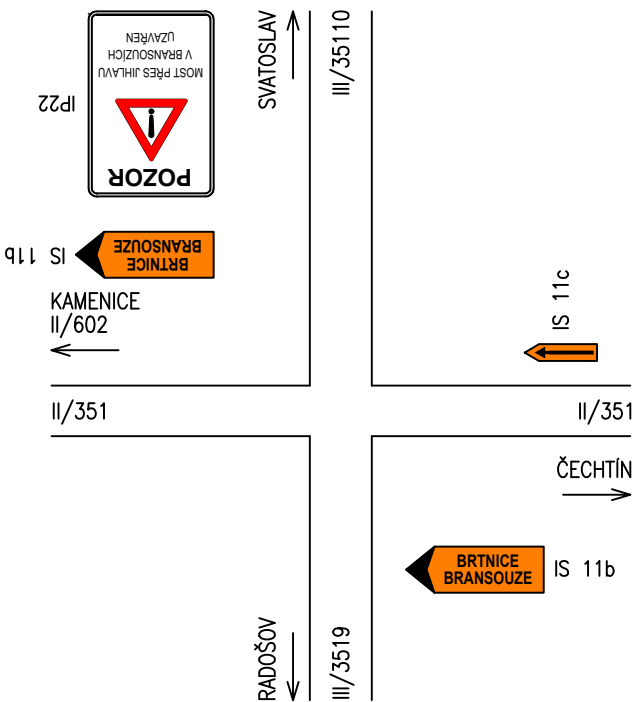 POZOR
MOST PŘES JIHLAVU
V BRANSOUZÍCH
UZAVŘEN
IP22
SVATOSLAV
III/35110
BRTNICE
BRANSOUZE
IS 11b
KAMENICE
II/602
IS 11c
II/351
II/351
ČECHTÍN
BRTNICE
BRANSOUZE
IS 11b
RADOŠOV
III/3519